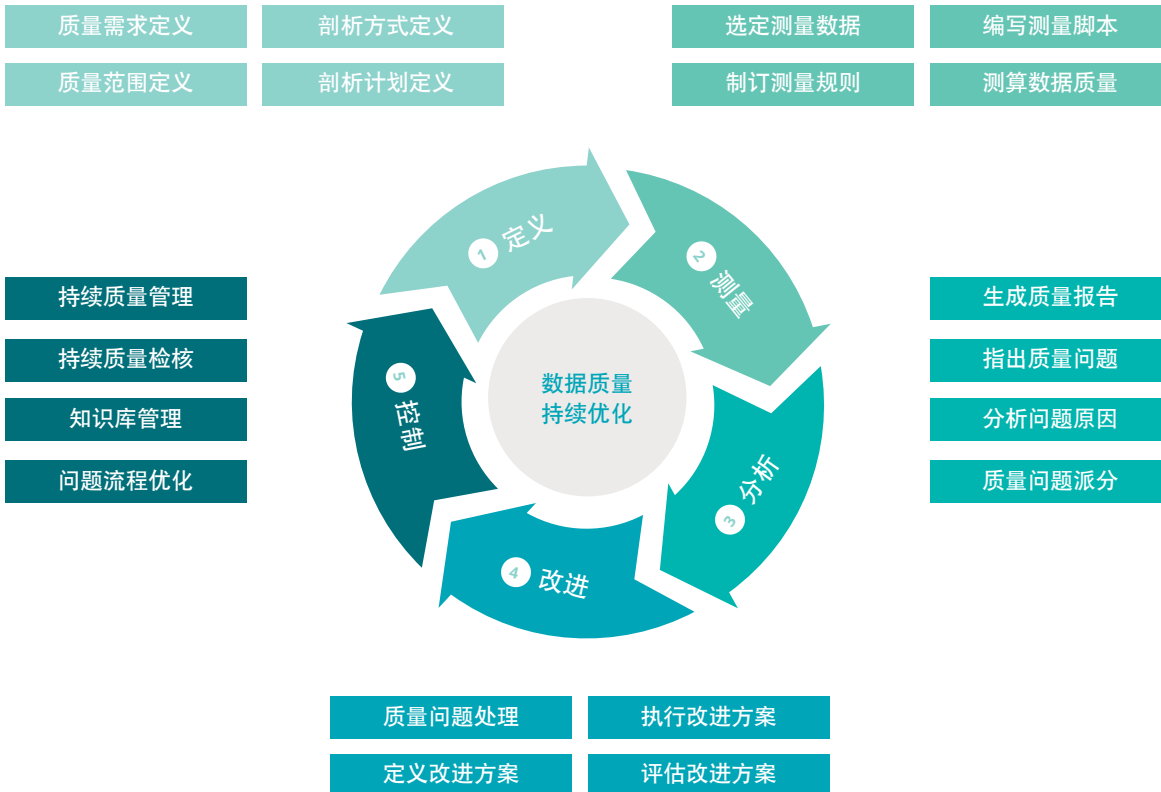 质量需求定义
剖析方式定义
质量范围定义
剖析计划定义
选定测量数据
编写测量脚本
制订测量规则
测算数据质量
1 定义
2 测量
3 分析
4 改进
5 控制
数据质量
持续优化
持续质量管理
持续质量检核
知识库管理
问题流程优化
生成质量报告
指出质量问题
分析问题原因
质量问题派分
质量问题处理
执行改进方案
定义改进方案
评估改进方案